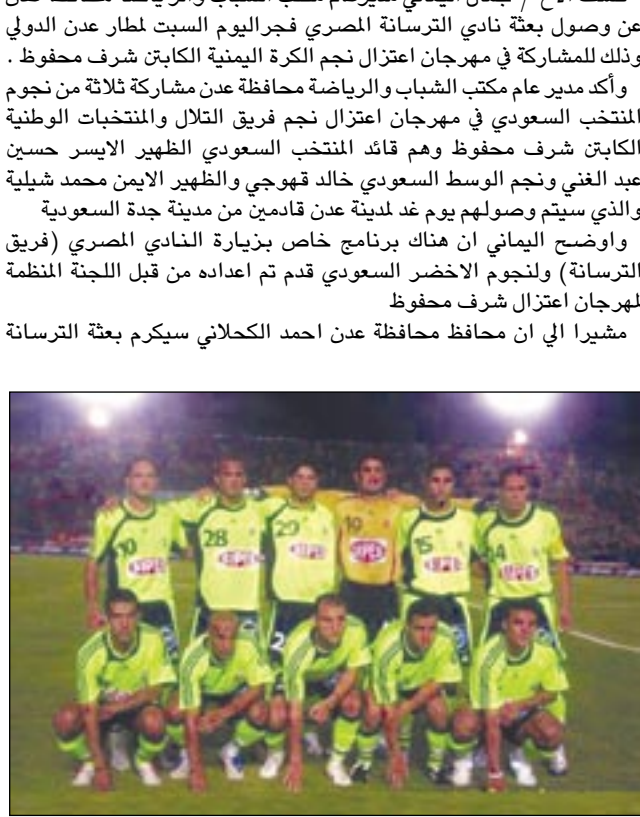 عن وصول بعثة نادي الترسانة المصري فجراليوم السبت لمطار عدن الدولي
وذلك للمشاركة في مهرجان اعتزال نجم الكرة اليمنية الكابتن شرف محفوظ .
وأكد مدير عام مكتب الشباب والرياضة محافظة عدن مشاركة ثلاثة من نجوم
المنتخب السعودي في مهرجان اعتزال نجم فريق التلال والمنتخبات الوطنية
الكابتن شرف محفوظ وهم قائد المنتخب السعودي الظهير الايسر حسين
عبد الغني ونجم الوسط السعودي خالد قهوجي والظهير الايمن محمد شيلية
والذي سيتم وصولهم يوم غد لمدينة عدن قادمين من مدينة جدة السعودية
واوضح اليماني ان هناك برنامج خاص بزيارة النادي المصري (فريق
الترسانة) ولنجوم الاخضر السعودي قدم تم اعداده من قبل اللجنة المنظمة
لمهرجان اعتزال شرف محفوظ
مشيرا الي ان محافظ محافظة عدن احمد الكحلاني سيكرم بعثة الترسانة
28 29 19 15